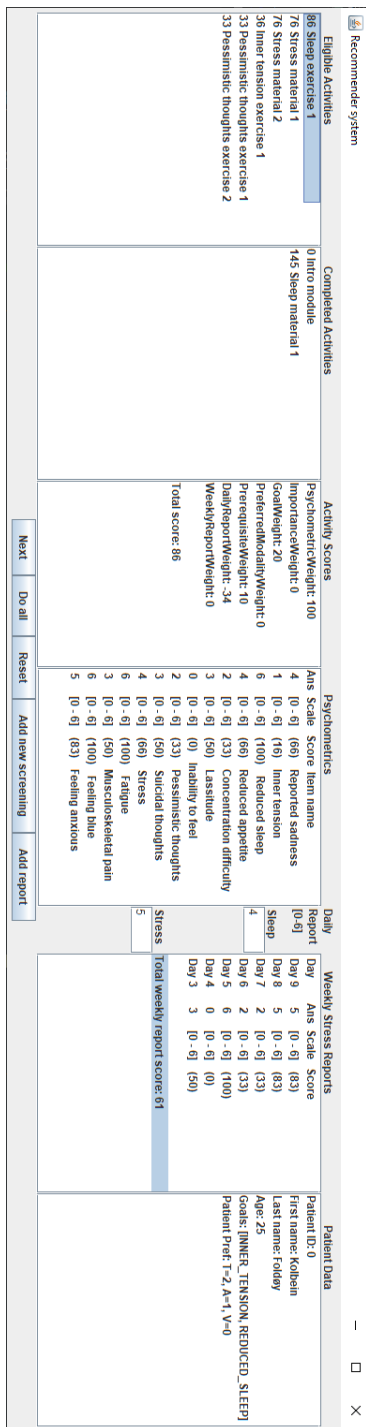 Recommender system
Eligible Activities
86 Sleep exercise 1
76 Stress material 1
76 Stress material 2
36 Inner tension exercise 1
33 Pessimistic thoughts exercise 1
33 Pessimistic thoughts exercise 2
Completed Activities
0 Intro module
145 Sleep material 1
Activity Scores
PsychometricWeight: 100
ImportanceWeight: 0
GoalWeight: 20
PreferredModalityWeight: 0
PrerequisiteWeight: 10
DailyReportWeight: -34
WeeklyReportWeight: 0
Total score: 86
Psychometrics
Ans Scale Score Item name
4 [0 - 6] (66) Reported sadness
1 [0 - 6] (16) Inner tension
6 [0 - 6] (100) Reduced sleep
4 [0 - 6] (66) Reduced appetite
2 [0 - 6] (33) Concentration difficulty
3 [0 - 6] (50) Lassitude
0 [0 - 6] (0) Inability to feel
2 [0 - 6] (33) Pessimistic thoughts
3 [0 - 6] (50) Suicidal thoughts
4 [0 - 6] (66) Stress
6 [0 - 6] (100) Fatigue
3 [0 - 6] (50) Musculoskeletal pain
6 [0 - 6] (100) Feeling blue
5 [0 - 6] (83) Feeling anxious
Daily
Report
[0-6]
Sleep
4
Stress
5
Weekly Stress Reports
Day Ans Scale Score
Day 9 5 [0 - 6] (83)
Day 8 5 [0 - 6] (83)
Day 7 2 [0 - 6] (33)
Day 6 2 [0 - 6] (33)
Day 5 6 [0 - 6] (100)
Day 4 0 [0 - 6] (0)
Day 3 3 [0 - 6] (50)
Total weekly report score: 61
Patient Data
Patient ID: 0
First name: Kolbein
Last name: Foldøy
Age: 25
Goals: [INNER_TENSION, REDUCED_SLEEP]
Patient Pref: T=2, A=1, V=0
Next
Do all
Reset
Add new screening
Add report